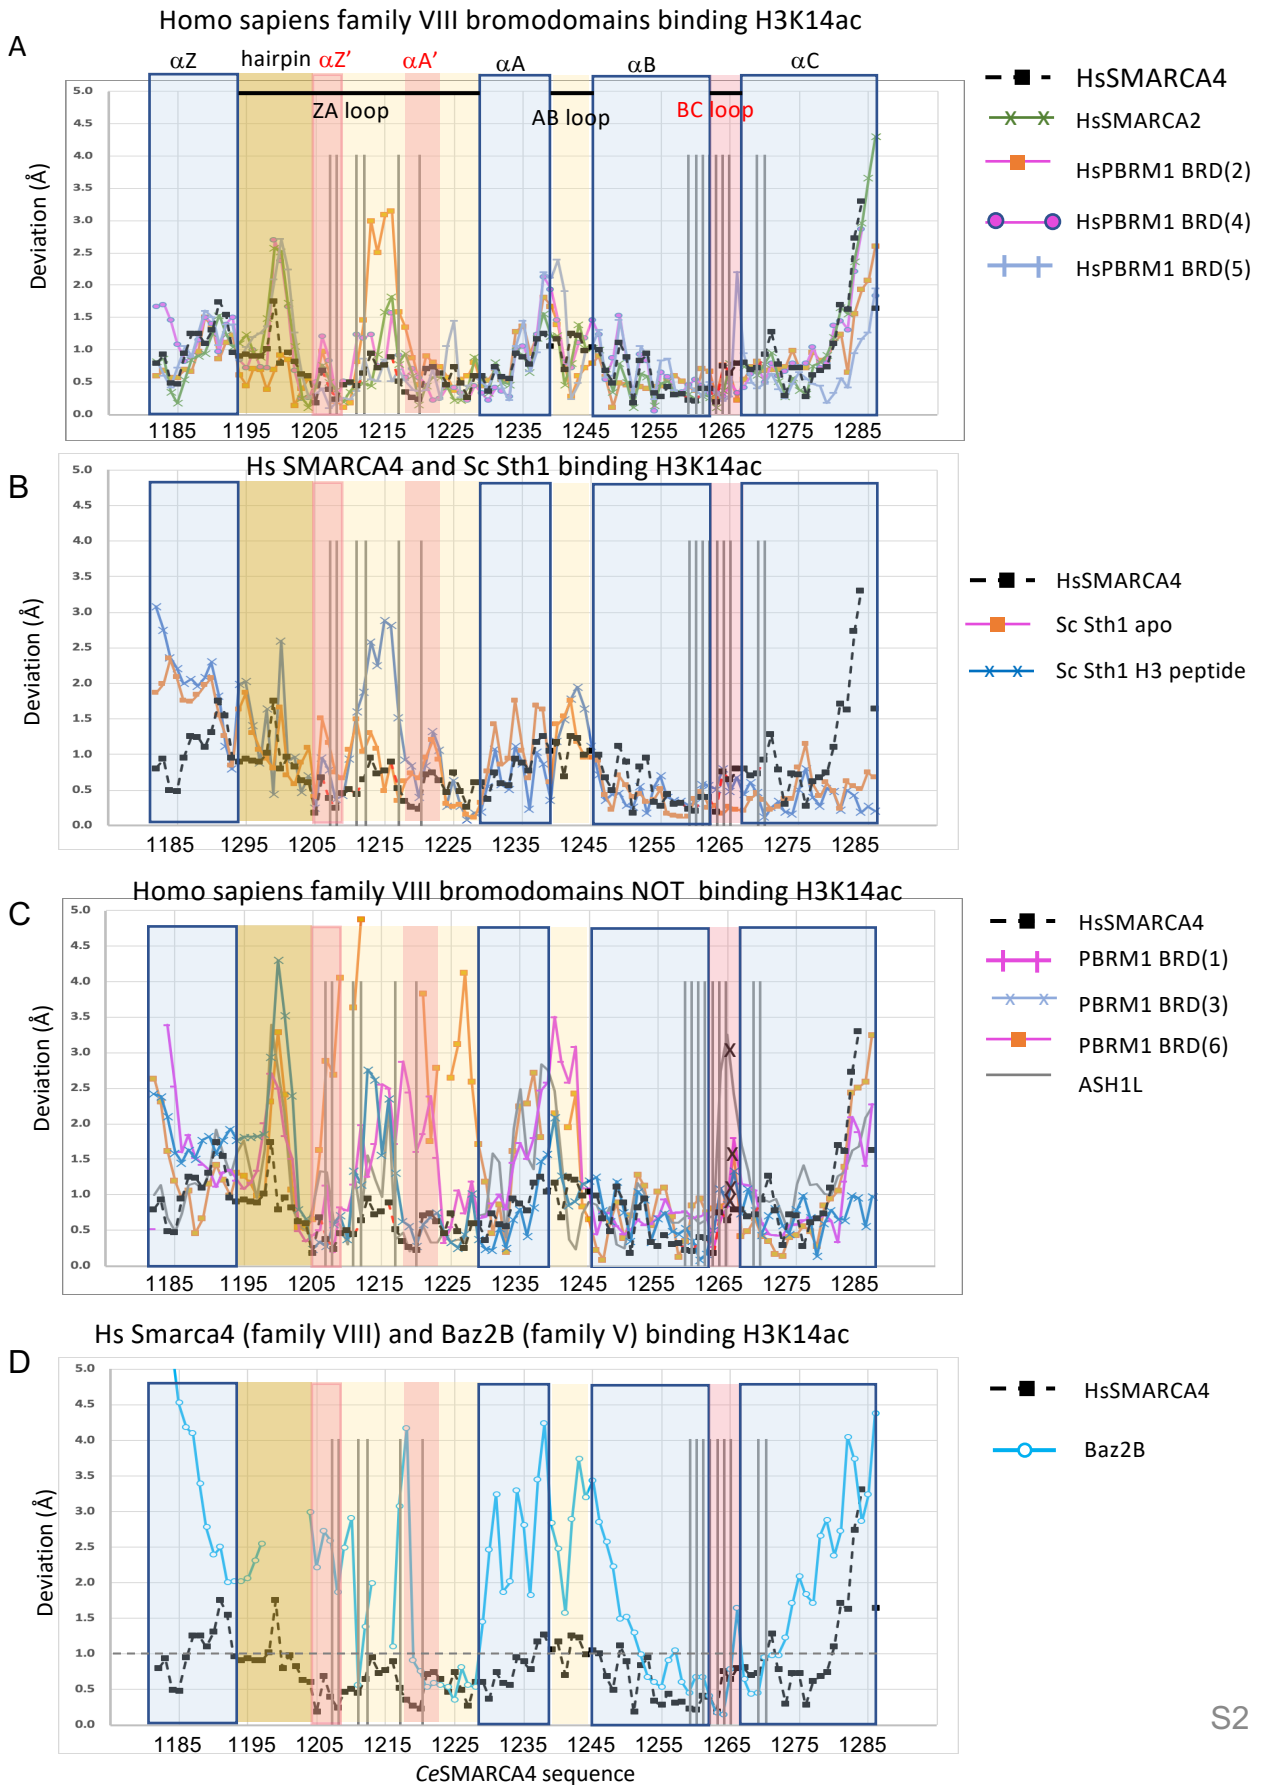 Homo sapiens family VIII bromodomains binding H3K14ac
A
αZ hairpin αZ' αA' αA αB αC
ZA loop AB loop BC loop
5.0
4.5
4.0
3.5
3.0
2.5
2.0
1.5
1.0
0.5
0.0
Deviation (Å)
1185 1195 1205 1215 1225 1235 1245 1255 1265 1275 1285
HsSMARCA4
HsSMARCA2
HsPBRM1 BRD(2)
HsPBRM1 BRD(4)
HsPBRM1 BRD(5)
Hs SMARCA4 and Sc Sth1 binding H3K14ac
B
5.0
4.5
4.0
3.5
3.0
2.5
2.0
1.5
1.0
0.5
0.0
Deviation (Å)
1185 1195 1205 1215 1225 1235 1245 1255 1265 1275 1285
HsSMARCA4
Sc Sth1 apo
Sc Sth1 H3 peptide
Homo sapiens family VIII bromodomains NOT binding H3K14ac
C
5.0
4.5
4.0
3.5
3.0
2.5
2.0
1.5
1.0
0.5
0.0
Deviation (Å)
X
X
X
X
1185 1195 1205 1215 1225 1235 1245 1255 1265 1275 1285
HsSMARCA4
PBRM1 BRD(1)
PBRM1 BRD(3)
PBRM1 BRD(6)
ASH1L
Hs Smarca4 (family VIII) and Baz2B (family V) binding H3K14ac
D
5.0
4.5
4.0
3.5
3.0
2.5
2.0
1.5
1.0
0.5
0.0
Deviation (Å)
1185 1195 1205 1215 1225 1235 1245 1255 1265 1275 1285
CeSMARCA4 sequence
HsSMARCA4
Baz2B
S2